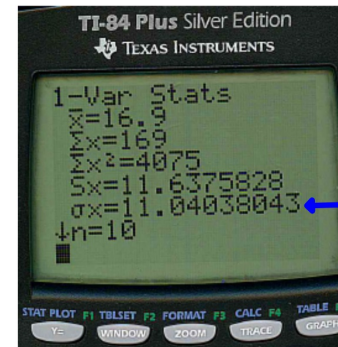 TI-84 Plus Silver Edition
TEXAS INSTRUMENTS
1-Var Stats
x̄=16.9
Σx=169
Σx²=4075
Sx=11.6375828
σx=11.04038043
↓n=10
STAT PLOT F1 TBLSET F2 FORMAT F3 CALC F4 TABLE
Y= WINDOW ZOOM TRACE GRAPH